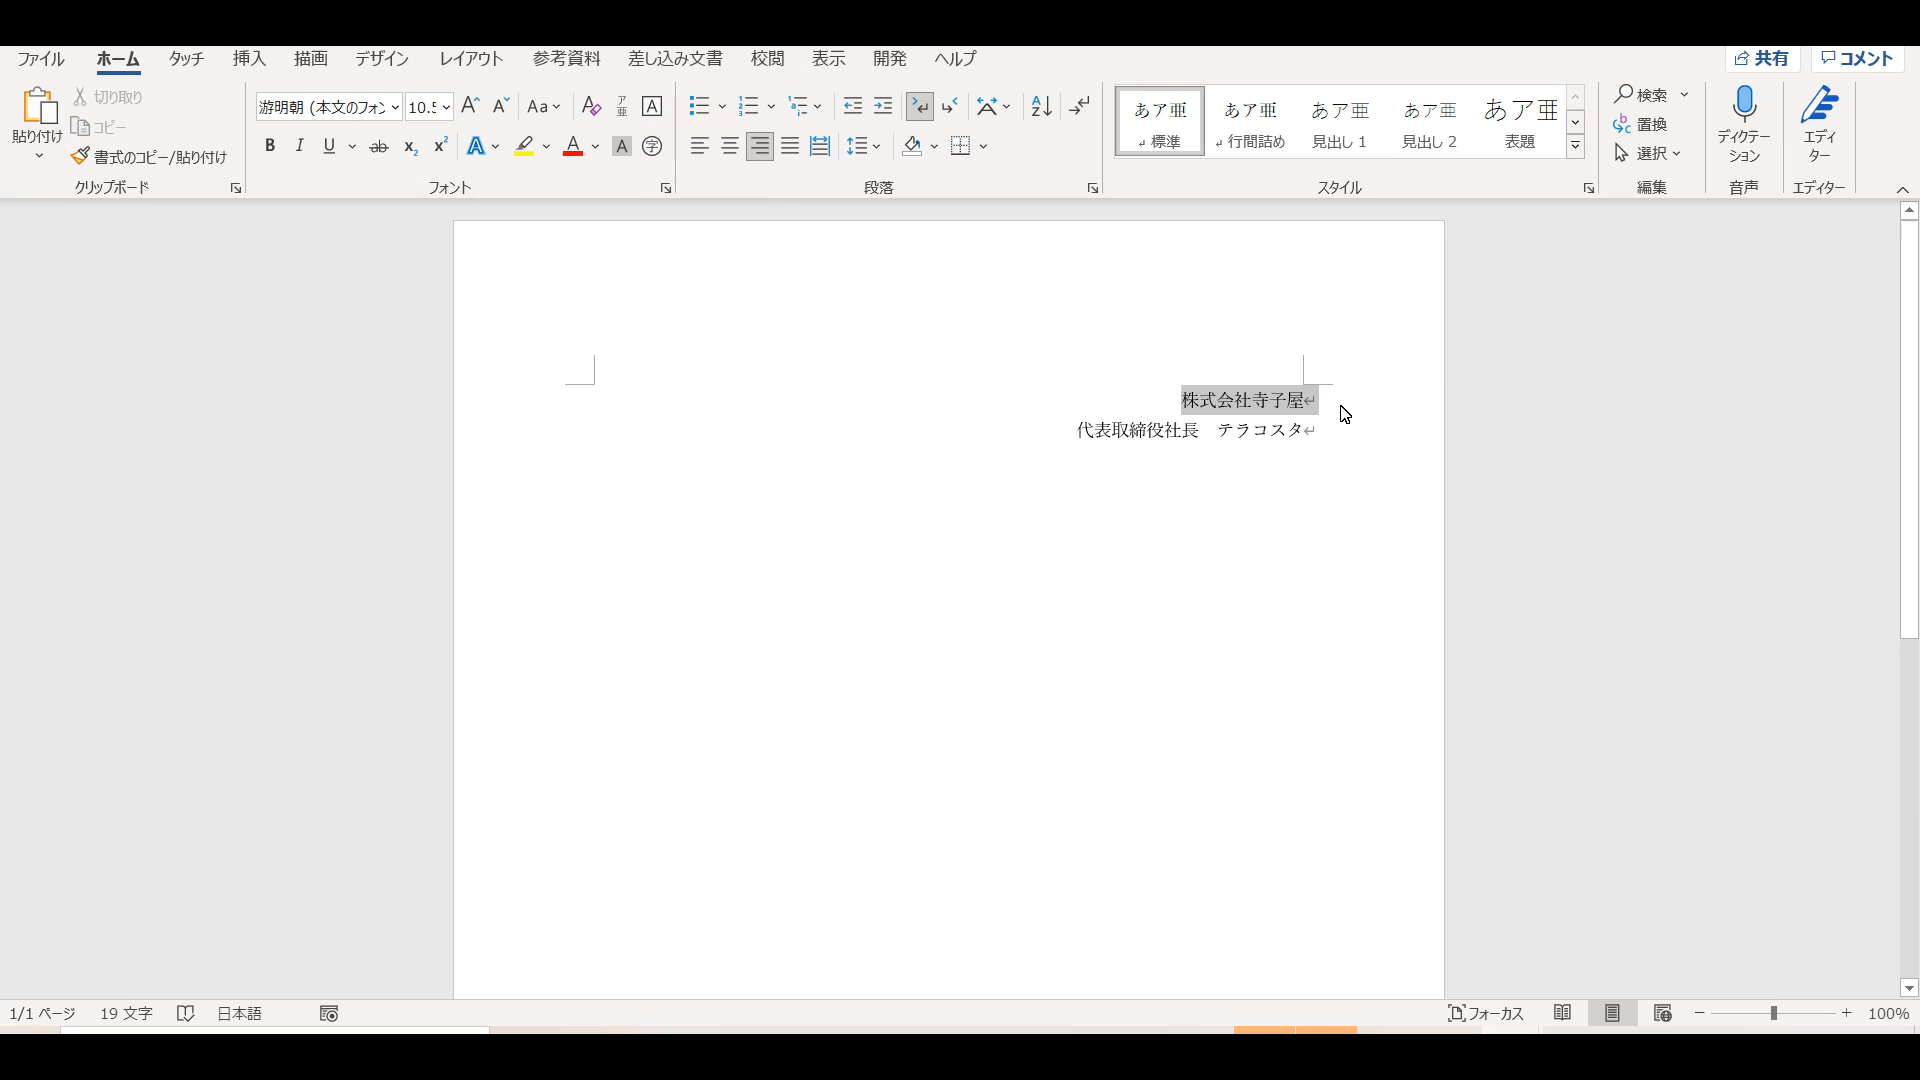 ファイル ホーム タッチ 挿入 描画 デザイン レイアウト 参考資料 差し込み文書 校閲 表示 開発 ヘルプ 共有 コメント
貼り付け
切り取り
コピー
書式のコピー/貼り付け
クリップボード
游明朝 (本文のフォン 10.5
Aa ア亜 A
B I U ab x₂ x² A A A 字
フォント
段落
あア亜 標準
あア亜 行間詰め
あア亜 見出し 1
あア亜 見出し 2
あア亜 表題
スタイル
検索
置換
選択
編集
ディクテー
ション
音声
エディ
ター
エディター
株式会社寺子屋
代表取締役社長 テラコスタ
1/1 ページ 19 文字 日本語 フォーカス 100%